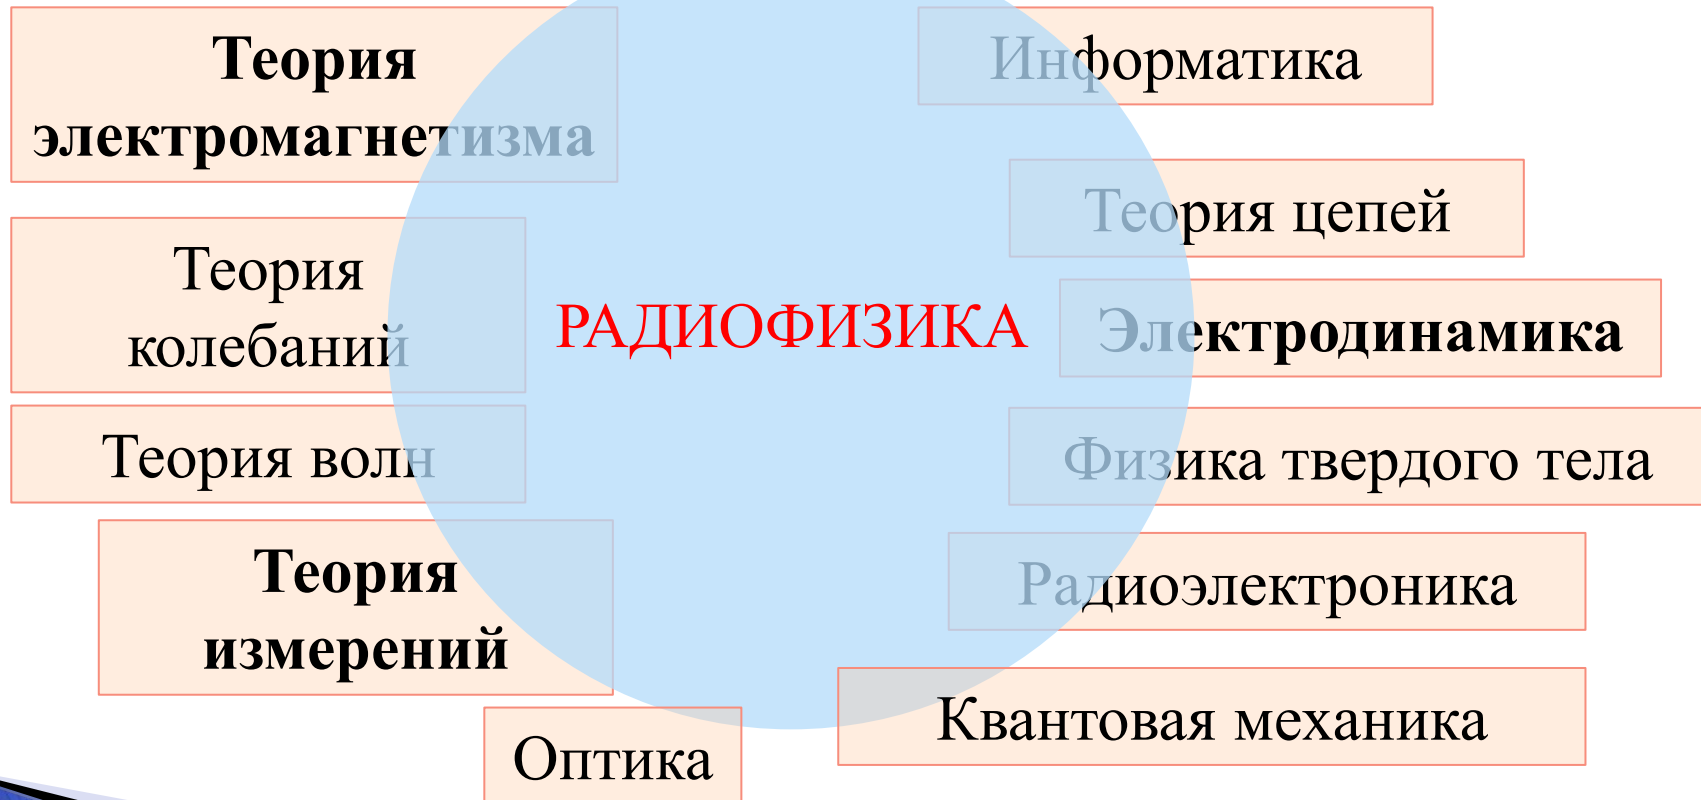 Теория
электромагнетизма
Теория
колебаний
Теория волн
Теория
измерений
Оптика
РАДИОФИЗИКА
Информатика
Теория цепей
Электродинамика
Физика твердого тела
Радиоэлектроника
Квантовая механика